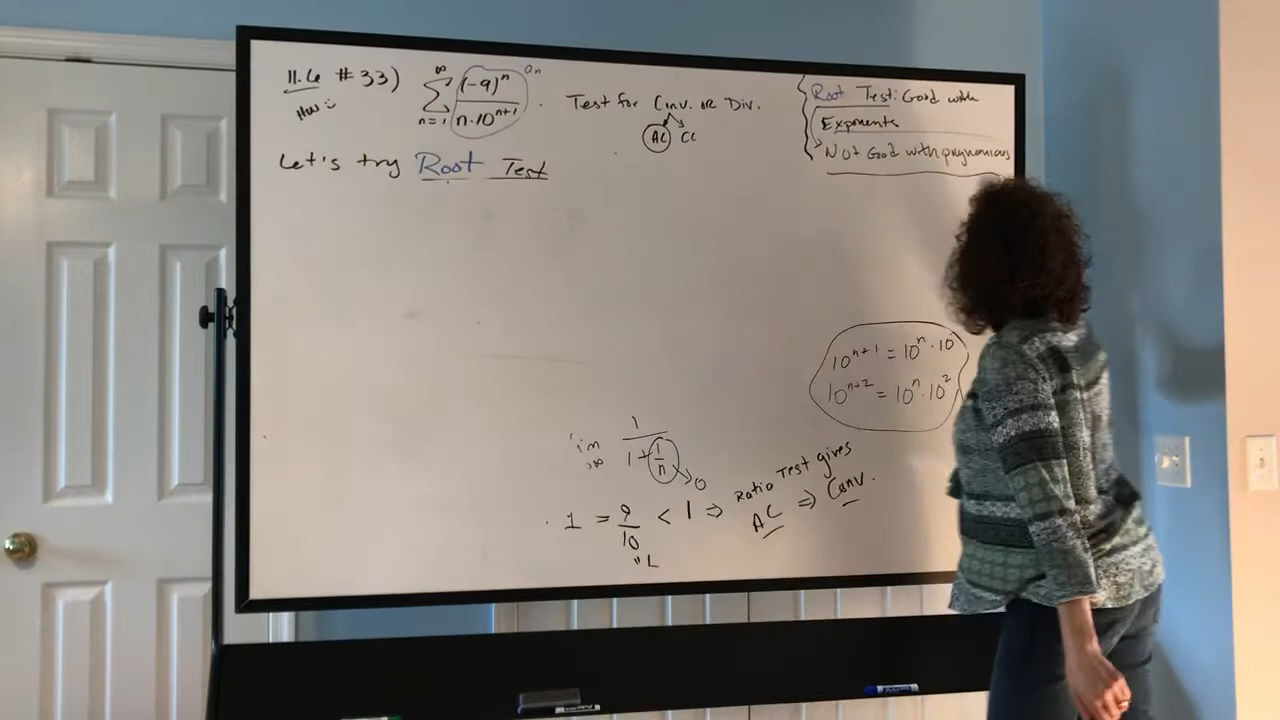 11.6 #33) ∞ Σ n=1 (-9)^n / n·10^(n+1) . a_n Test for Conv. or Div.
HW :) AC CC
Let's try Root Test
Root Test: Good with
Exponents
Not Good with polynomials
10^(n+1) = 10^n · 10
10^(n+2) = 10^n · 10^2
im 1 / 1 + 1/n → 0
· 1 = 9/10 < 1 ⇒ Ratio Test gives
AC ⇒ Conv.
"L